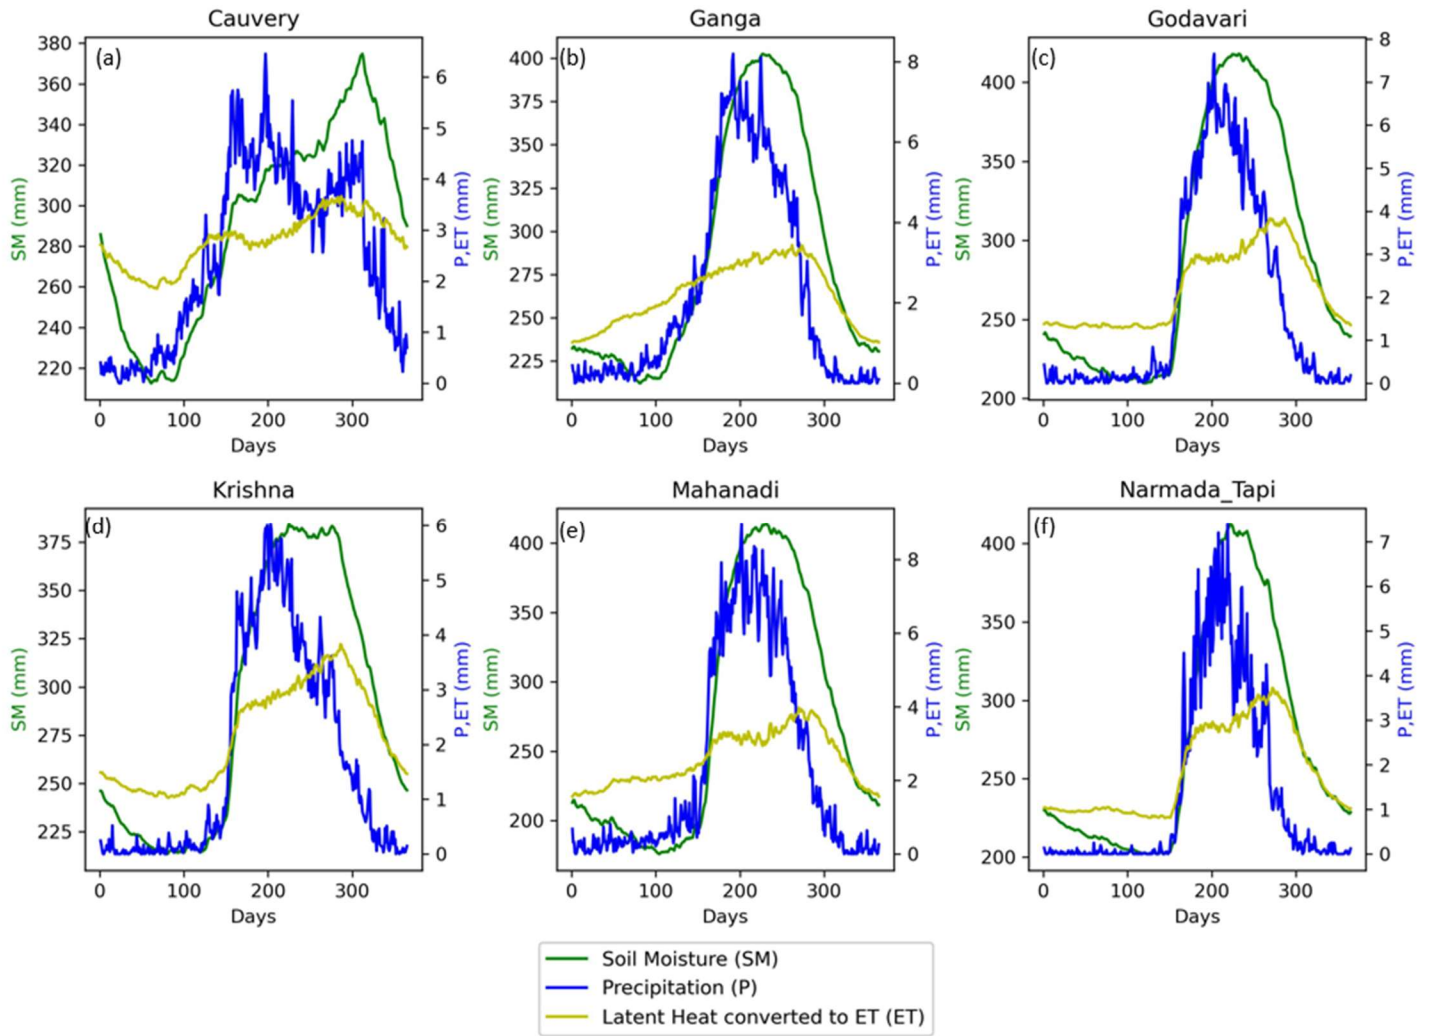 Cauvery
(a)
380
360
340
320
300
280
260
240
220
SM (mm)
6
5
4
3
2
1
0
P,ET (mm)
0 100 200 300
Days
Ganga
(b)
400
375
350
325
300
275
250
225
SM (mm)
8
6
4
2
0
P,ET (mm)
0 100 200 300
Days
Godavari
(c)
400
350
300
250
200
SM (mm)
8
7
6
5
4
3
2
1
0
P,ET (mm)
0 100 200 300
Days
Krishna
(d)
375
350
325
300
275
250
225
SM (mm)
6
5
4
3
2
1
0
P,ET (mm)
0 100 200 300
Days
Mahanadi
(e)
400
350
300
250
200
SM (mm)
8
6
4
2
0
P,ET (mm)
0 100 200 300
Days
Narmada_Tapi
(f)
400
350
300
250
200
SM (mm)
7
6
5
4
3
2
1
0
P,ET (mm)
0 100 200 300
Days
Soil Moisture (SM)
Precipitation (P)
Latent Heat converted to ET (ET)